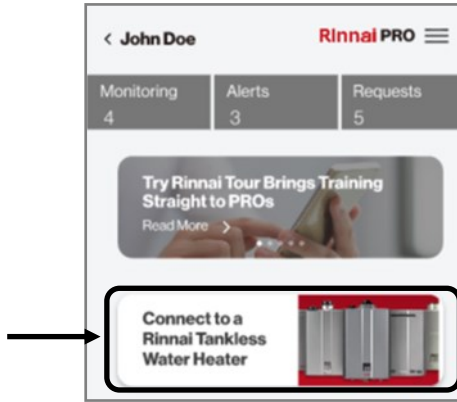 < John Doe
Rinnai PRO
Monitoring Alerts Requests
4 3 5
Try Rinnai Tour Brings Training
Straight to PROs
Read More >
Connect to a
Rinnai Tankless
Water Heater